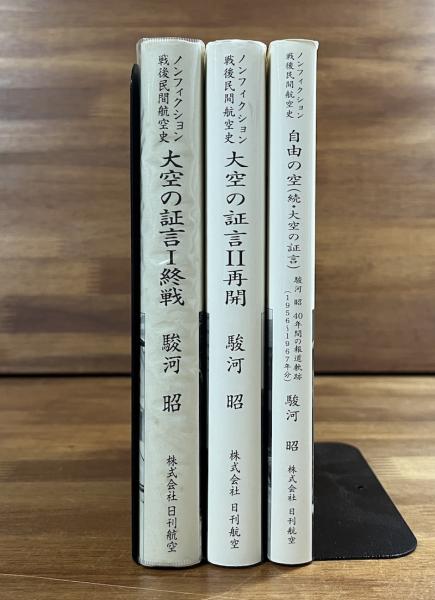 ノンフィクション
戦後民間航空史
大空の証言I終戦
駿河 昭
株式会社 日刊航空
ノンフィクション
戦後民間航空史
大空の証言II再開
駿河 昭
株式会社 日刊航空
ノンフィクション
戦後民間航空史
自由の空(続・大空の証言)
駿河 昭 40年間の報道軌跡
(1956~1967年分)
駿河 昭
株式会社 日刊航空